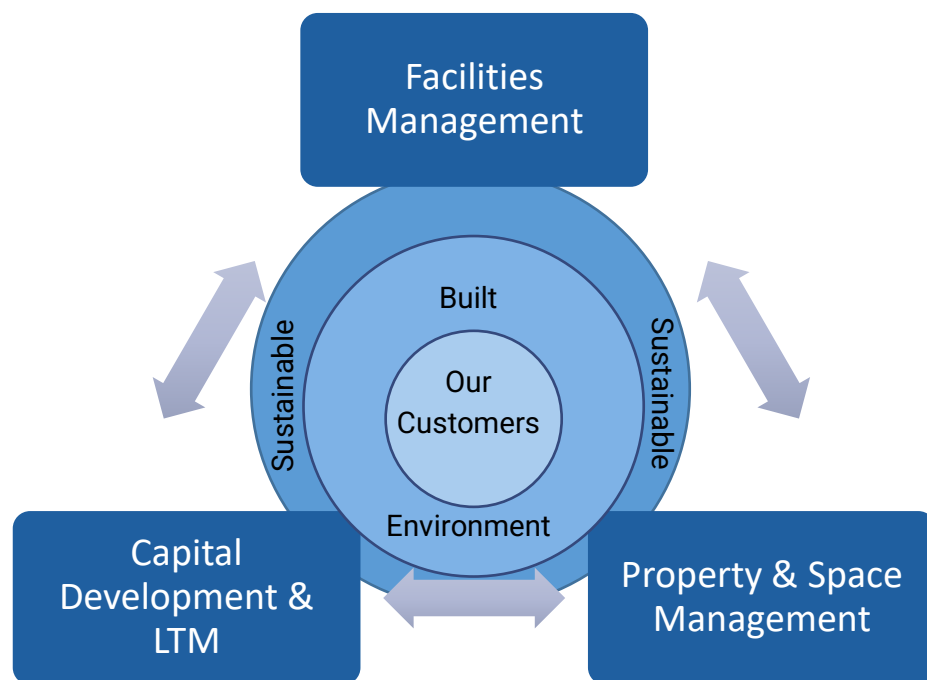 Facilities
Management
Built
Sustainable
Sustainable
Our
Customers
Environment
Capital
Development &
LTM
Property & Space
Management